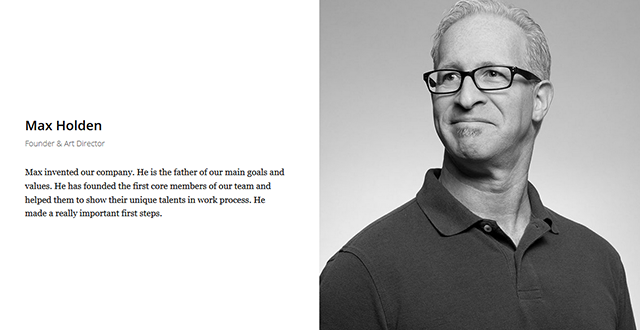 Max Holden
Founder & Art Director
Max invented our company. He is the father of our main goals and
values. He has founded the first core members of our team and
helped them to show their unique talents in work process. He
made a really important first steps.